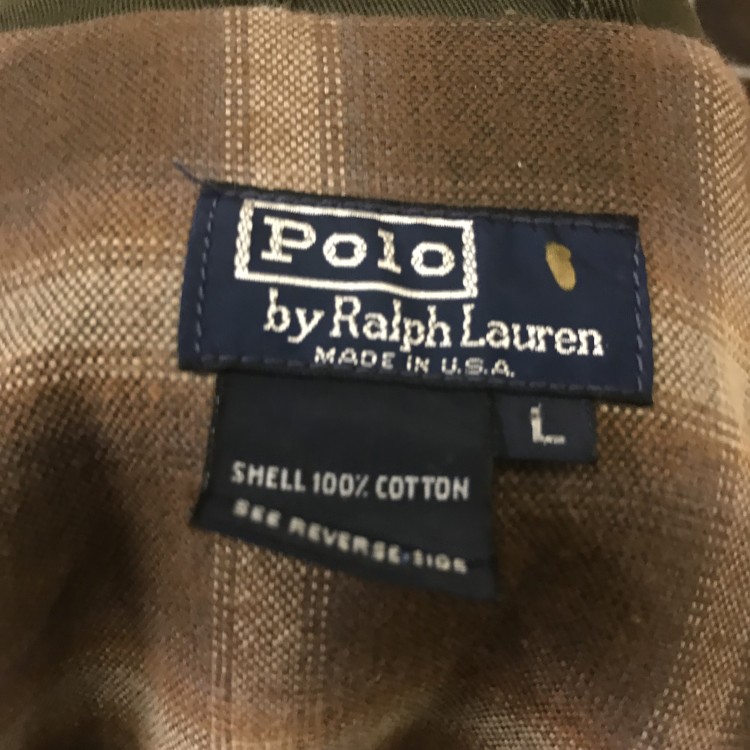 Polo
by Ralph Lauren
MADE IN U.S.A.
L
SHELL 100% COTTON
SEE REVERSE SIDE